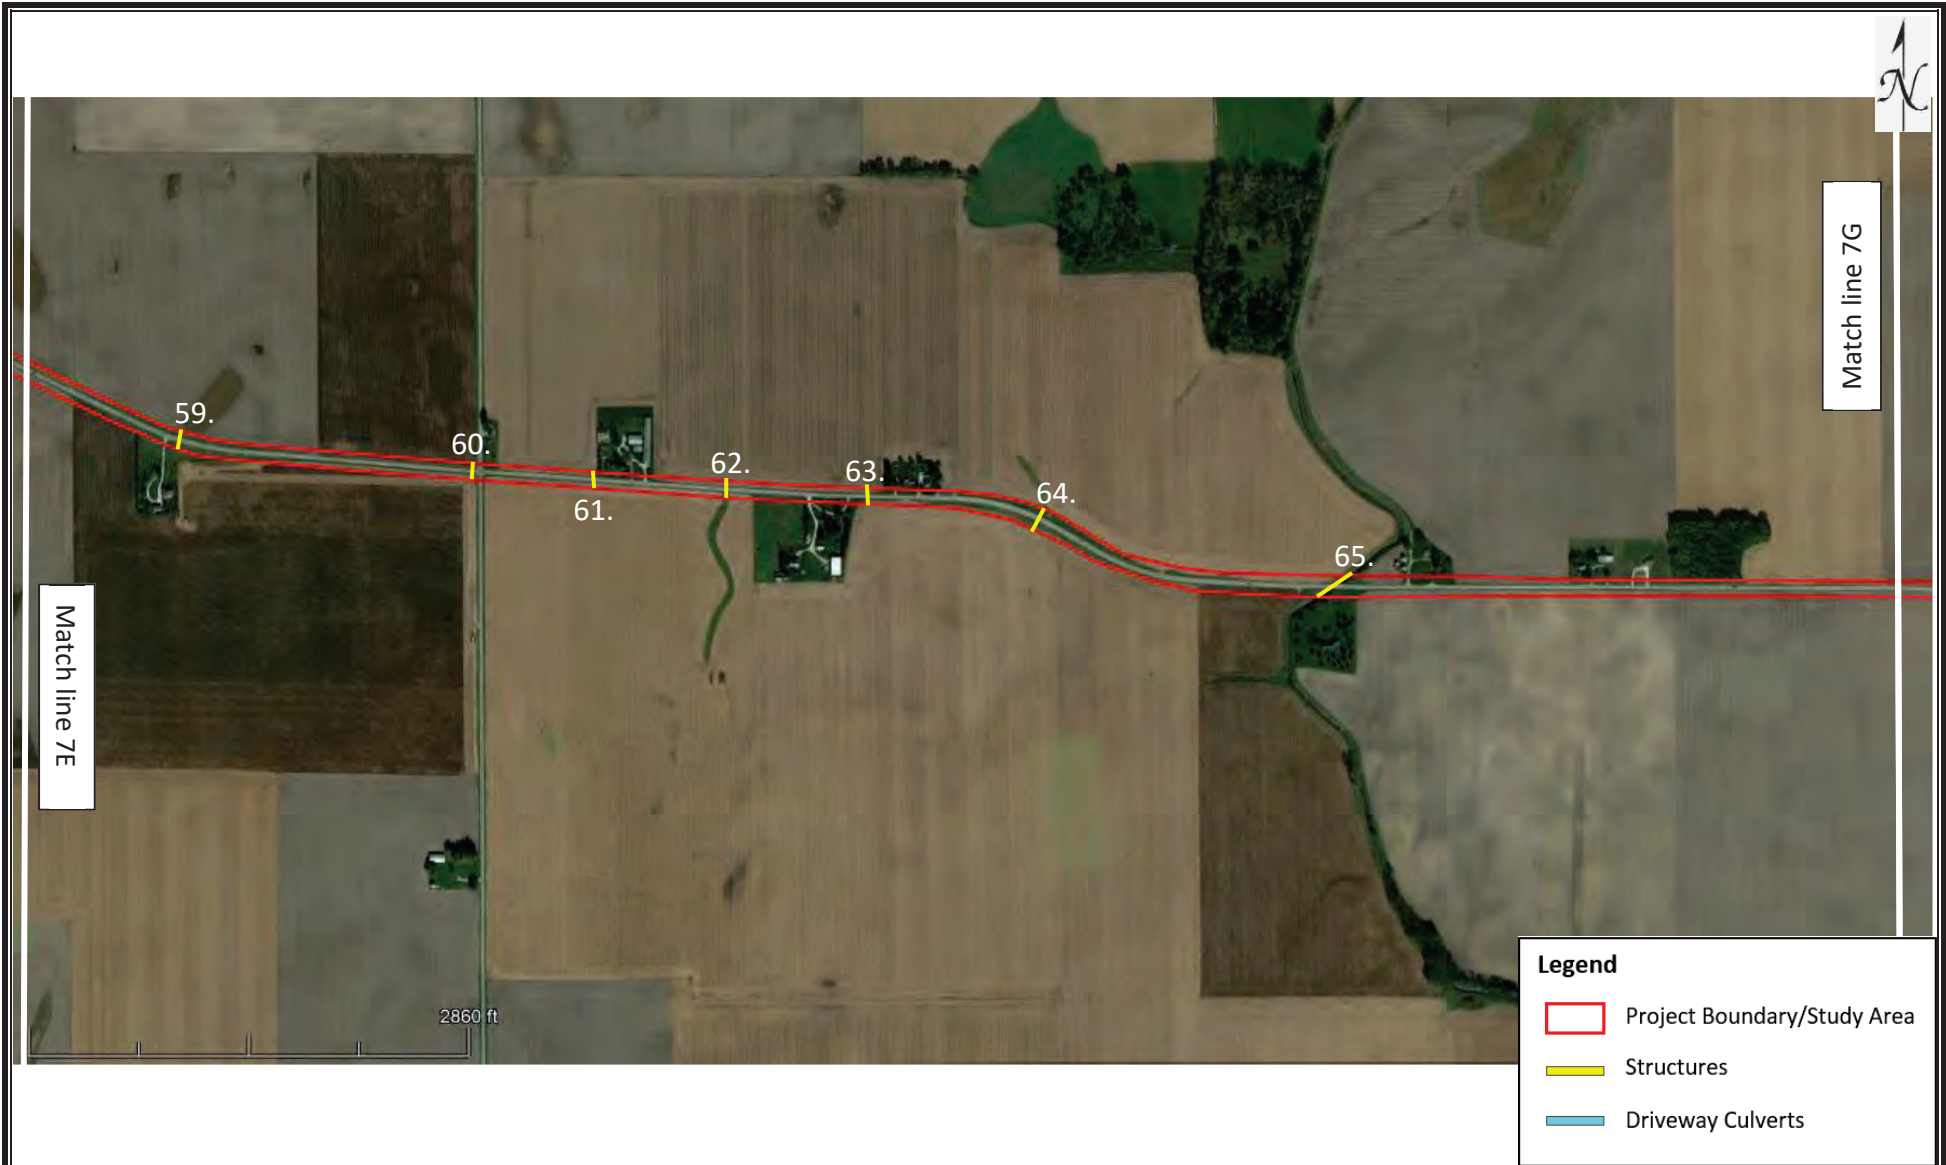 N
59.
60.
61.
62.
63.
64.
65.
Match line 7E
Match line 7G
2860 ft
Legend
Project Boundary/Study Area
Structures
Driveway Culverts